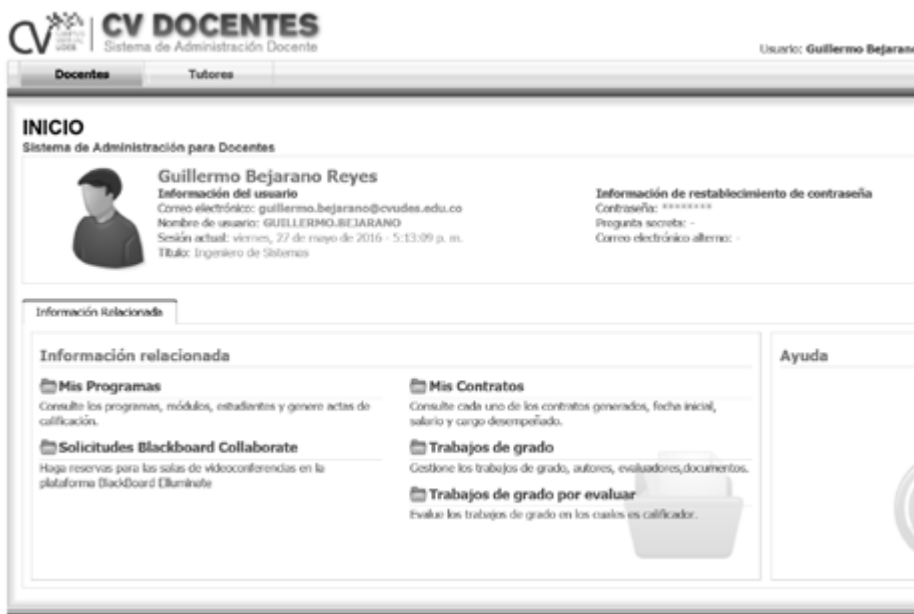 CV CAMPUS VIRTUAL UDES
CV DOCENTES
Sistema de Administración Docente
Usuario: Guillermo Bejarano
Docentes
Tutores
INICIO
Sistema de Administración para Docentes
Guillermo Bejarano Reyes
Información del usuario
Correo electrónico: guillermo.bejarano@cvudes.edu.co
Nombre de usuario: GUILLERMO.BEJARANO
Sesión actual: viernes, 27 de mayo de 2016 - 5:13:09 p. m.
Título: Ingeniero de Sistemas
Información de restablecimiento de contraseña
Contraseña: ********
Pregunta secreta: -
Correo electrónico alterno: -
Información Relacionada
Información relacionada
Mis Programas
Consulte los programas, módulos, estudiantes y genere actas de
calificación.
Solicitudes Blackboard Collaborate
Haga reservas para las salas de videoconferencias en la
plataforma BlackBoard Elluminate
Mis Contratos
Consulte cada uno de los contratos generados, fecha inicial,
salario y cargo desempeñado.
Trabajos de grado
Gestione los trabajos de grado, autores, evaluadores,documentos.
Trabajos de grado por evaluar
Evalue los trabajos de grado en los cuales es calificador.
Ayuda